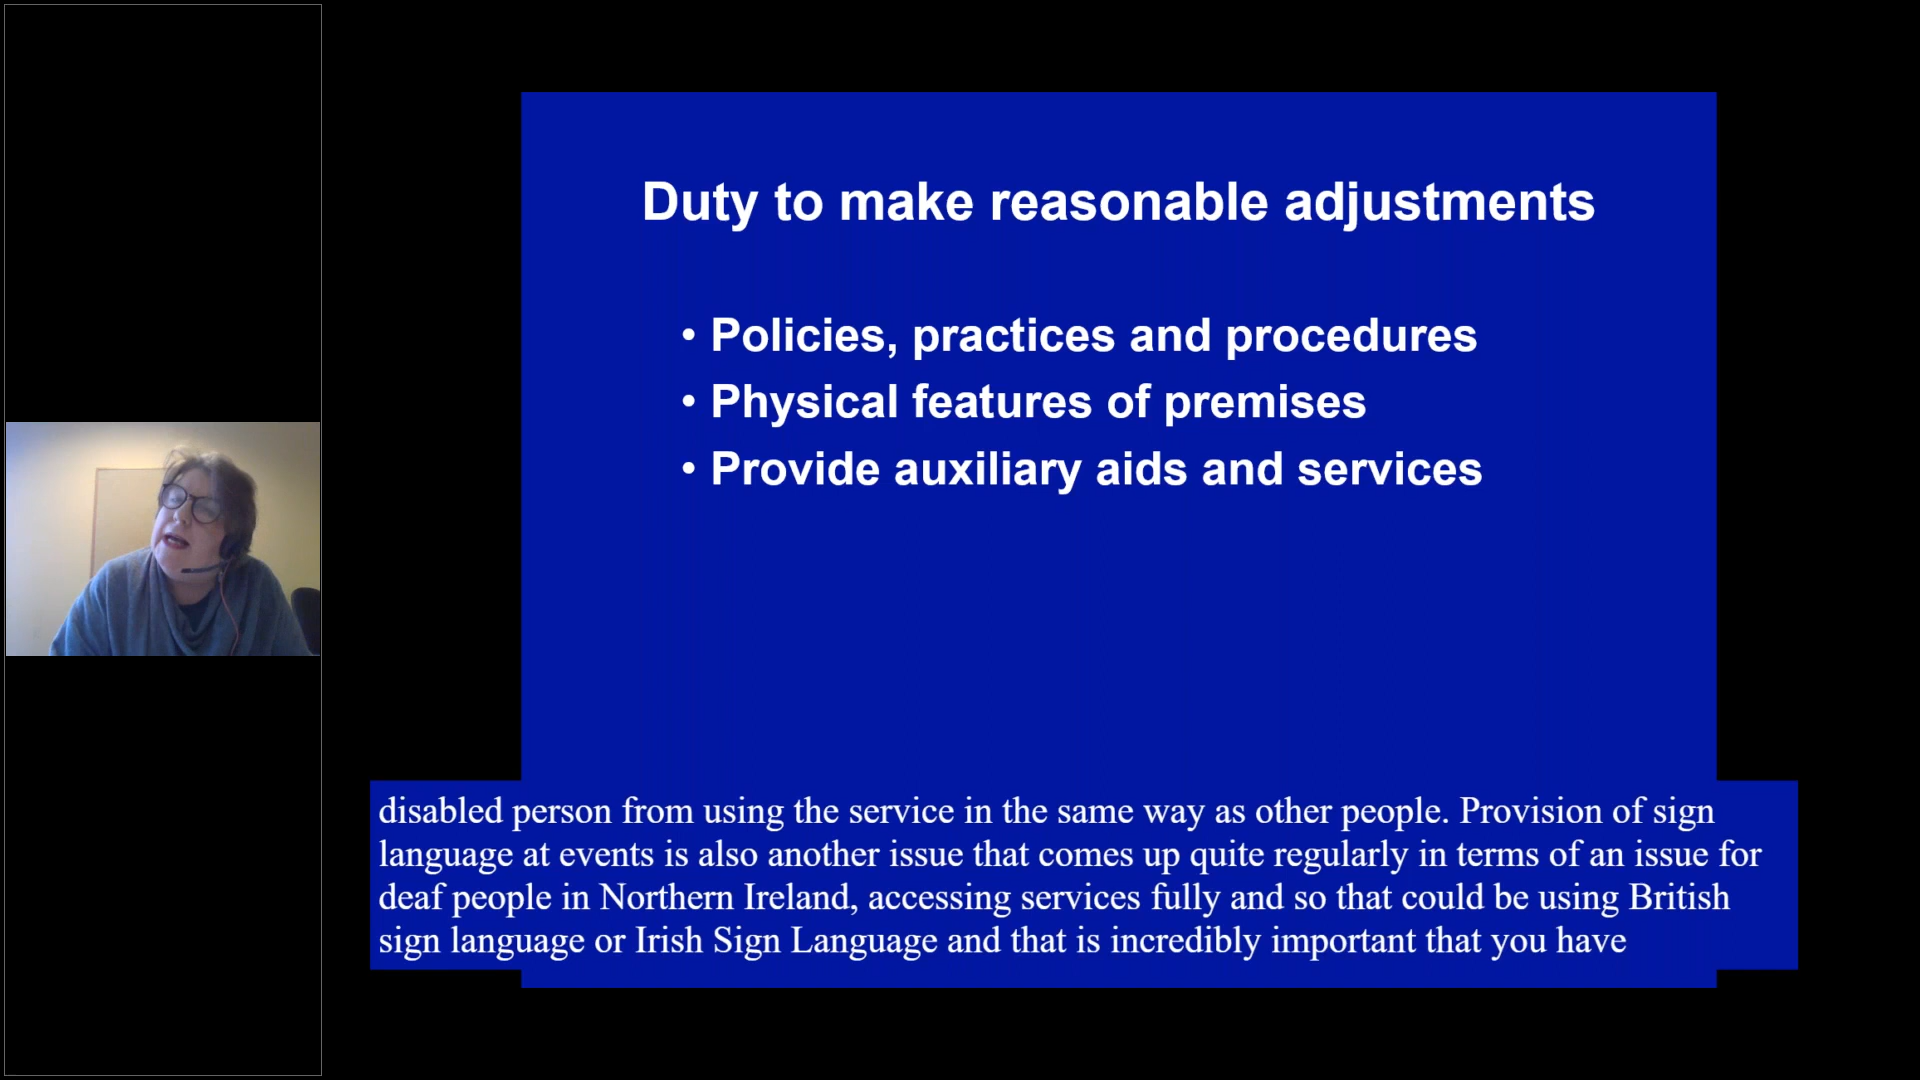 Duty to make reasonable adjustments
• Policies, practices and procedures
• Physical features of premises
• Provide auxiliary aids and services
disabled person from using the service in the same way as other people. Provision of sign
language at events is also another issue that comes up quite regularly in terms of an issue for
deaf people in Northern Ireland, accessing services fully and so that could be using British
sign language or Irish Sign Language and that is incredibly important that you have